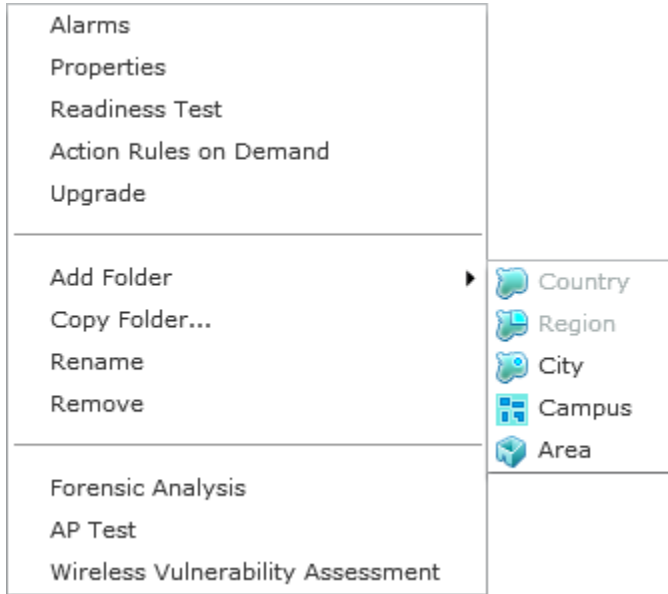 Alarms
Properties
Readiness Test
Action Rules on Demand
Upgrade
Add Folder
Copy Folder...
Rename
Remove
Forensic Analysis
AP Test
Wireless Vulnerability Assessment
Country
Region
City
Campus
Area